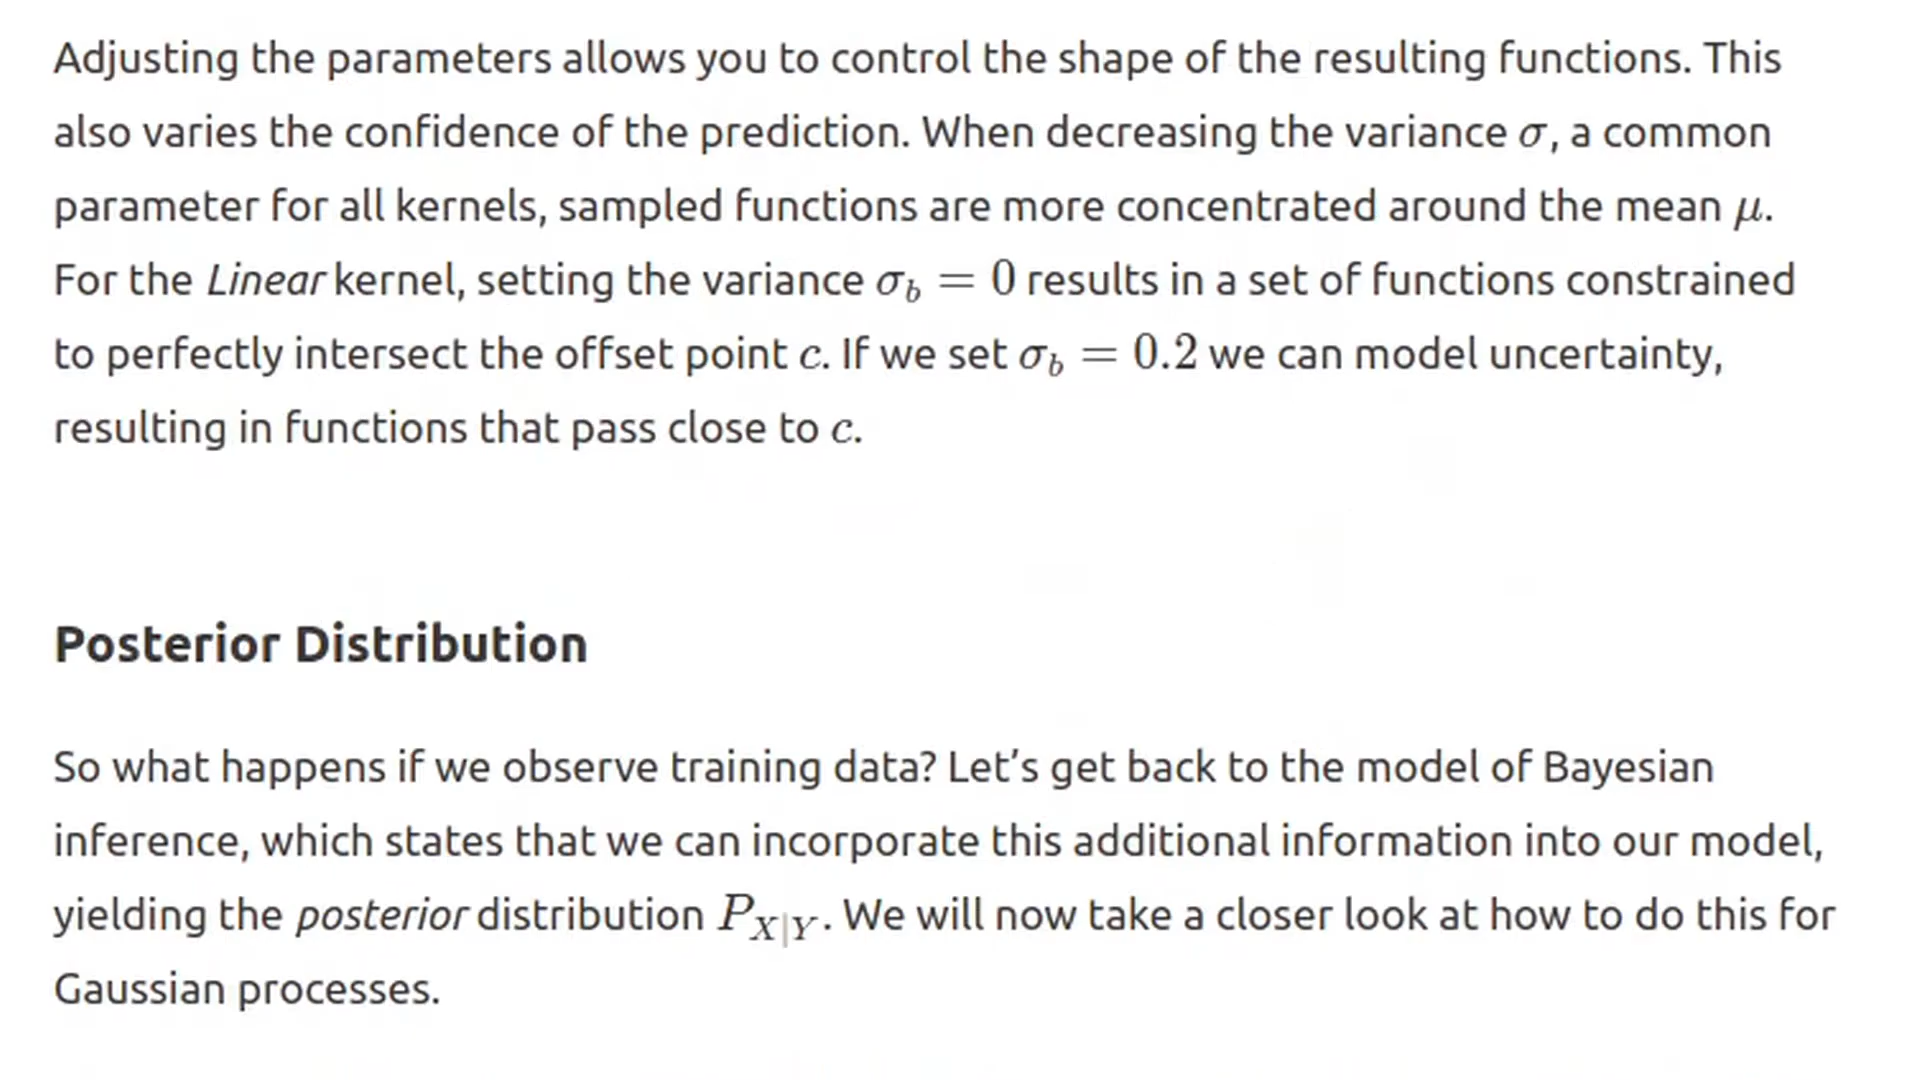 Adjusting the parameters allows you to control the shape of the resulting functions. This
also varies the confidence of the prediction. When decreasing the variance σ, a common
parameter for all kernels, sampled functions are more concentrated around the mean μ.
For the Linear kernel, setting the variance σ_b = 0 results in a set of functions constrained
to perfectly intersect the offset point c. If we set σ_b = 0.2 we can model uncertainty,
resulting in functions that pass close to c.
Posterior Distribution
So what happens if we observe training data? Let’s get back to the model of Bayesian
inference, which states that we can incorporate this additional information into our model,
yielding the posterior distribution P_{X|Y}. We will now take a closer look at how to do this for
Gaussian processes.